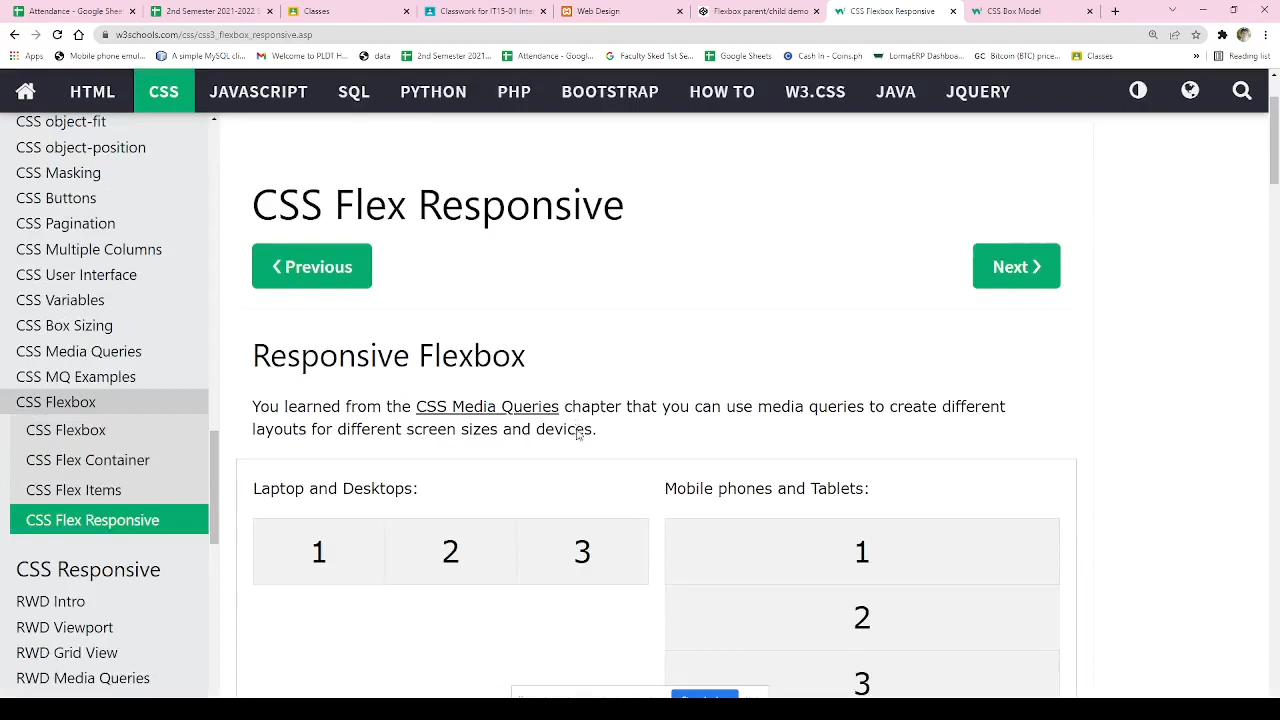 Attendance - Google Sheet
2nd Semester 2021-2022 S
Classes
Classwork for IT15-01 Inte
Web Design
Flexbox parent/child demo
CSS Flexbox Responsive
CSS Box Model
w3schools.com/css/css3_flexbox_responsive.asp
Apps
Mobile phone emul...
A simple MySQL cli...
Welcome to PLDT H...
data
2nd Semester 2021...
Attendance - Googl...
Faculty Sked 1st Se...
Google Sheets
Cash In - Coins.ph
LormaERP Dashboa...
GC Bitcoin (BTC) price...
Classes
»
Reading list
HTML
CSS
JAVASCRIPT
SQL
PYTHON
PHP
BOOTSTRAP
HOW TO
W3.CSS
JAVA
JQUERY
CSS object-fit
CSS object-position
CSS Masking
CSS Buttons
CSS Pagination
CSS Multiple Columns
CSS User Interface
CSS Variables
CSS Box Sizing
CSS Media Queries
CSS MQ Examples
CSS Flexbox
CSS Flexbox
CSS Flex Container
CSS Flex Items
CSS Flex Responsive
CSS Responsive
RWD Intro
RWD Viewport
RWD Grid View
RWD Media Queries
CSS Flex Responsive
❮ Previous
Next ❯
Responsive Flexbox
You learned from the CSS Media Queries chapter that you can use media queries to create different
layouts for different screen sizes and devices.
Laptop and Desktops:
1
2
3
Mobile phones and Tablets:
1
2
3